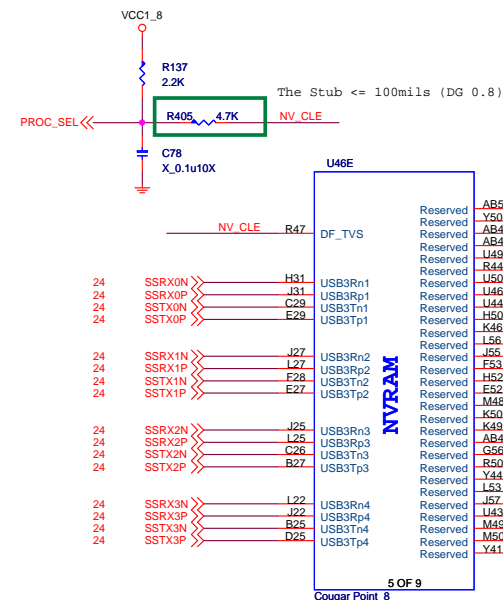 VCC1_8
R137
2.2K
The Stub <= 100mils (DG 0.8)
PROC_SEL
R405 4.7K NV_CLE
C78
X_0.1u10X
U46E
NV_CLE R47 DF_TVS
24 SSRX0N H31 USB3Rn1
24 SSRX0P J31 USB3Rp1
24 SSTX0N C29 USB3Tn1
24 SSTX0P E29 USB3Tp1
24 SSRX1N J27 USB3Rn2
24 SSRX1P L27 USB3Rp2
24 SSTX1N F28 USB3Tn2
24 SSTX1P E27 USB3Tp2
24 SSRX2N J25 USB3Rn3
24 SSRX2P L25 USB3Rp3
24 SSTX2N C26 USB3Tn3
24 SSTX2P B27 USB3Tp3
24 SSRX3N L22 USB3Rn4
24 SSRX3P J22 USB3Rp4
24 SSTX3N B25 USB3Tn4
24 SSTX3P D25 USB3Tp4
NVRAM
Reserved AB5
Reserved Y50
Reserved AB4
Reserved AB4
Reserved U49
Reserved R44
Reserved U50
Reserved U46
Reserved U44
Reserved H50
Reserved K46
Reserved L56
Reserved J55
Reserved F53
Reserved H52
Reserved E52
Reserved M48
Reserved K50
Reserved K49
Reserved AB4
Reserved G56
Reserved R50
Reserved Y44
Reserved L53
Reserved J57
Reserved U43
Reserved M49
Reserved M50
Reserved Y41
5 OF 9
Cougar Point_8